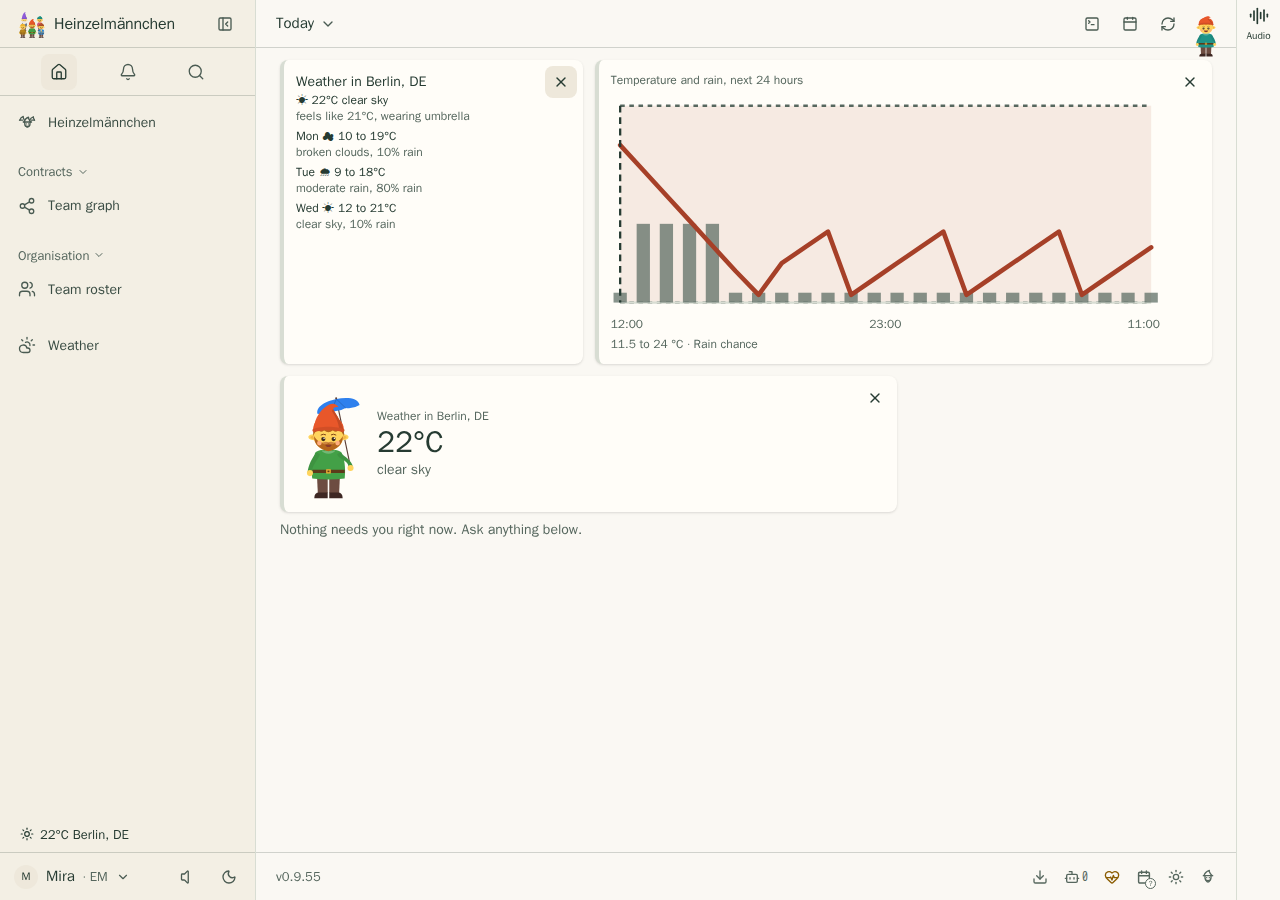 Heinzelmännchen
Today
Audio
Heinzelmännchen
Contracts
Team graph
Organisation
Team roster
Weather
Weather in Berlin, DE
22°C clear sky
feels like 21°C, wearing umbrella
Mon 10 to 19°C
broken clouds, 10% rain
Tue 9 to 18°C
moderate rain, 80% rain
Wed 12 to 21°C
clear sky, 10% rain
Temperature and rain, next 24 hours
12:00 23:00 11:00
11.5 to 24 °C · Rain chance
Weather in Berlin, DE
22°C
clear sky
Nothing needs you right now. Ask anything below.
22°C Berlin, DE
M Mira · EM
v0.9.55
0
?